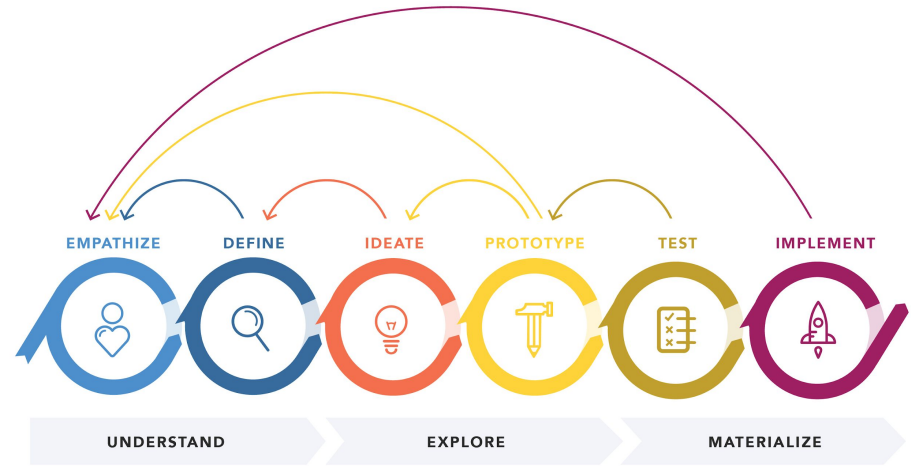 EMPATHIZE
DEFINE
IDEATE
PROTOTYPE
TEST
IMPLEMENT
UNDERSTAND
EXPLORE
MATERIALIZE